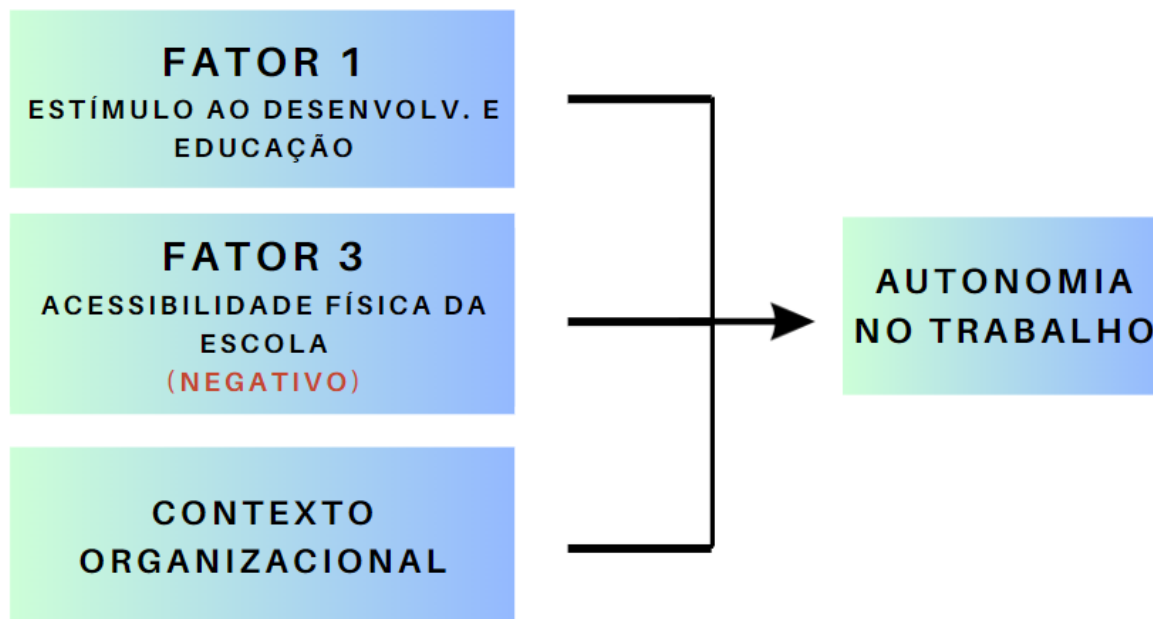 FATOR 1
ESTÍMULO AO DESENVOLV. E
EDUCAÇÃO
FATOR 3
ACESSIBILIDADE FÍSICA DA
ESCOLA
(NEGATIVO)
CONTEXTO
ORGANIZACIONAL
AUTONOMIA
NO TRABALHO